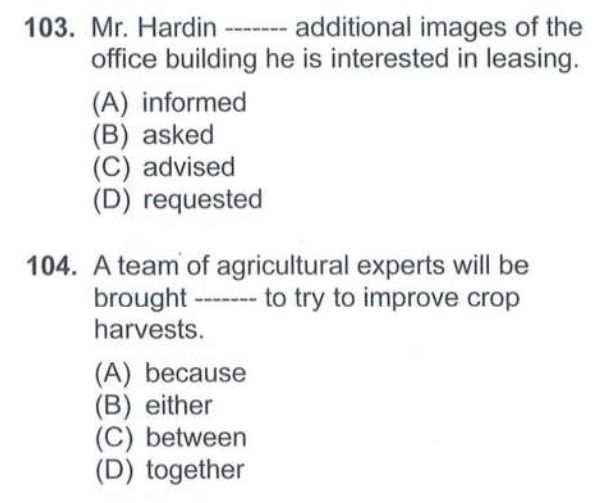 103. Mr. Hardin ------- additional images of the
office building he is interested in leasing.
(A) informed
(B) asked
(C) advised
(D) requested
104. A team of agricultural experts will be
brought ------- to try to improve crop
harvests.
(A) because
(B) either
(C) between
(D) together